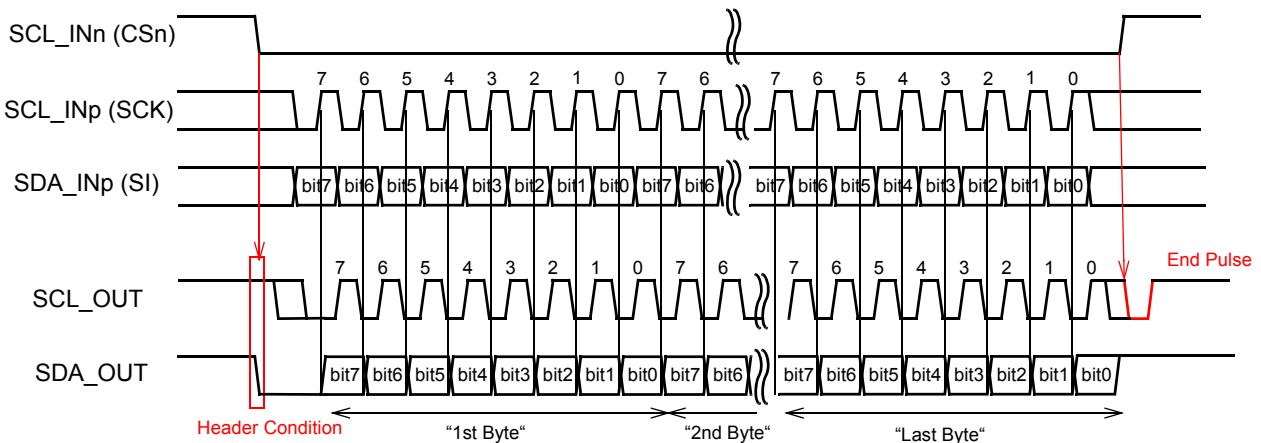 SCL_INn (CSn)
7 6 5 4 3 2 1 0 7 6 7 6 5 4 3 2 1 0
SCL_INp (SCK)
SDA_INp (SI)
bit7 bit6 bit5 bit4 bit3 bit2 bit1 bit0 bit7 bit6 bit7 bit6 bit5 bit4 bit3 bit2 bit1 bit0
7 6 5 4 3 2 1 0 7 6 7 6 5 4 3 2 1 0
End Pulse
SCL_OUT
SDA_OUT
bit7 bit6 bit5 bit4 bit3 bit2 bit1 bit0 bit7 bit6 bit7 bit6 bit5 bit4 bit3 bit2 bit1 bit0
Header Condition
“1st Byte“ “2nd Byte“ “Last Byte“